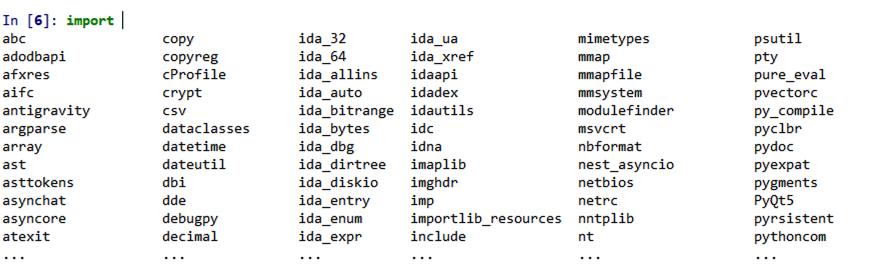 In [6]: import
abc copy ida_32 ida_ua mimetypes psutil
adodbapi copyreg ida_64 ida_xref mmap pty
afxres cProfile ida_allins idaapi mmapfile pure_eval
aifc crypt ida_auto idadex mmsystem pvectorc
antigravity csv ida_bitrange idautils modulefinder py_compile
argparse dataclasses ida_bytes idc msvcrt pyclbr
array datetime ida_dbg idna nbformat pydoc
ast dateutil ida_dirtree imaplib nest_asyncio pyexpat
asttokens dbi ida_diskio imghdr netbios pygments
asynchat dde ida_entry imp netrc PyQt5
asyncore debugpy ida_enum importlib_resources nntplib pyrsistent
atexit decimal ida_expr include nt pythoncom
... ... ... ... ... ...